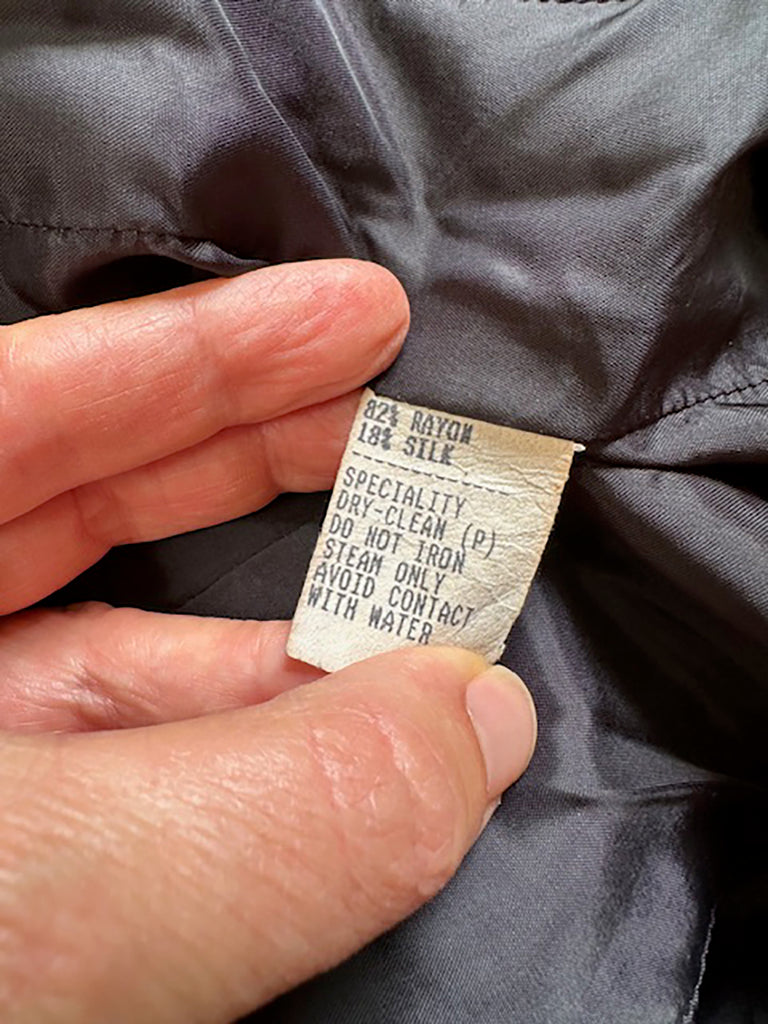 82% RAYON
18% SILK
SPECIALITY
DRY-CLEAN (P)
DO NOT IRON
STEAM ONLY
AVOID CONTACT
WITH WATER